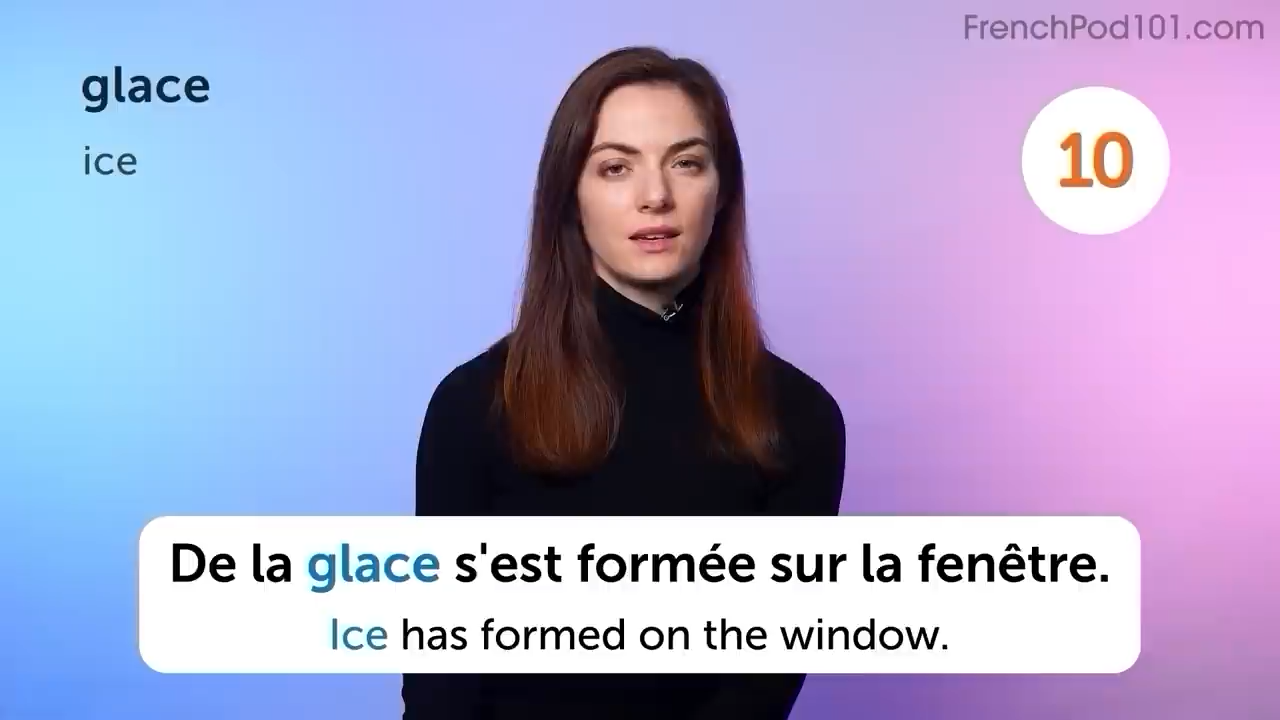 FrenchPod101.com
glace
ice
10
De la glace s'est formée sur la fenêtre.
Ice has formed on the window.